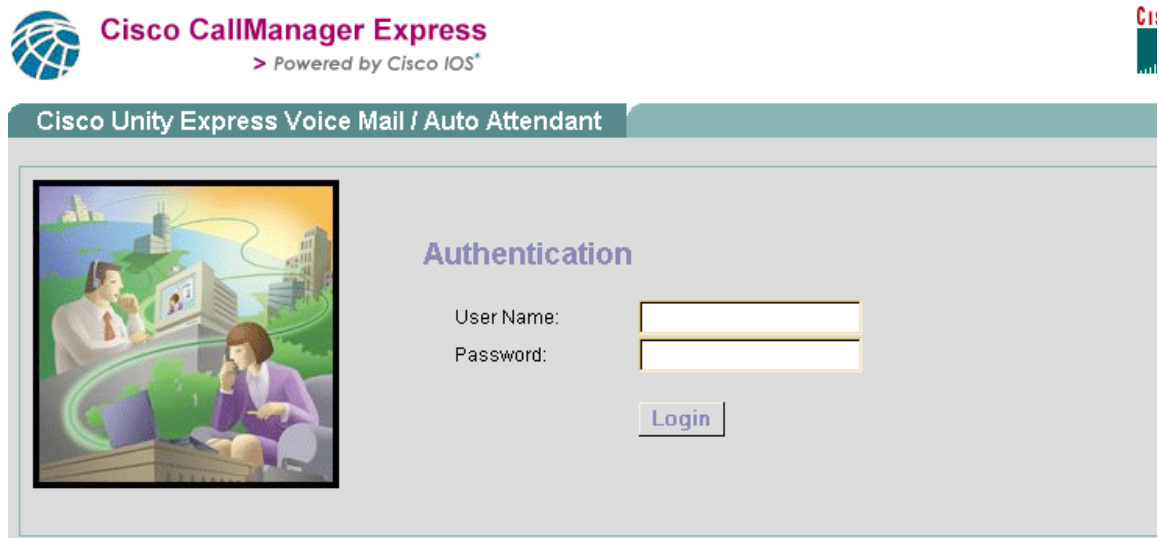 Cisco CallManager Express
> Powered by Cisco IOS*
Cisco Unity Express Voice Mail / Auto Attendant
Authentication
User Name:
Password:
Login